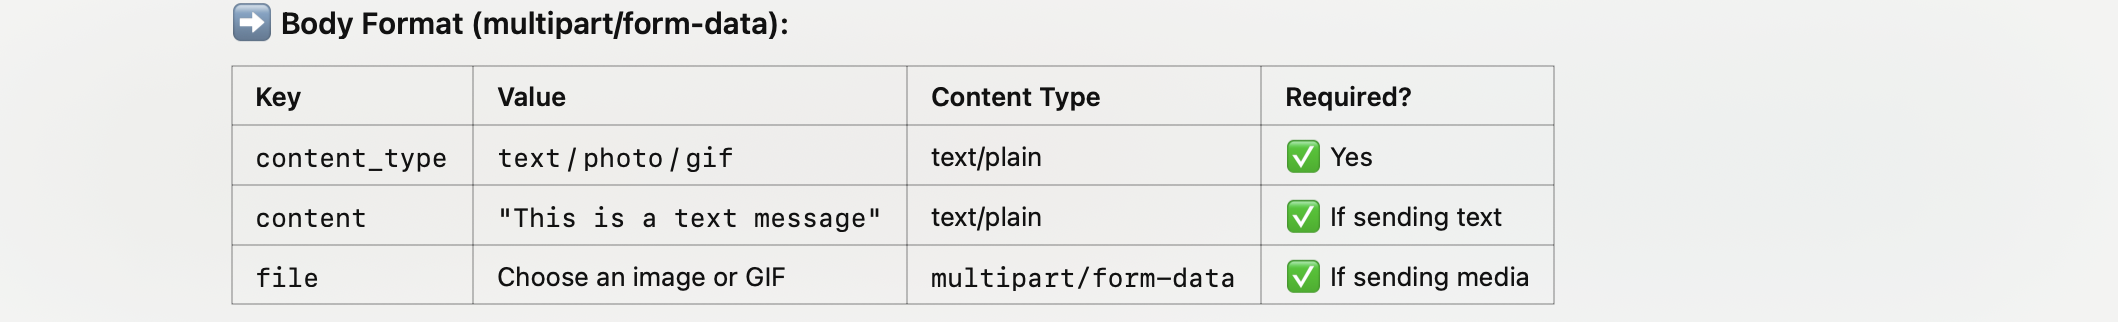 ➡️ Body Format (multipart/form-data):
Key Value Content Type Required?
content_type text / photo / gif text/plain ✅ Yes
content "This is a text message" text/plain ✅ If sending text
file Choose an image or GIF multipart/form-data ✅ If sending media